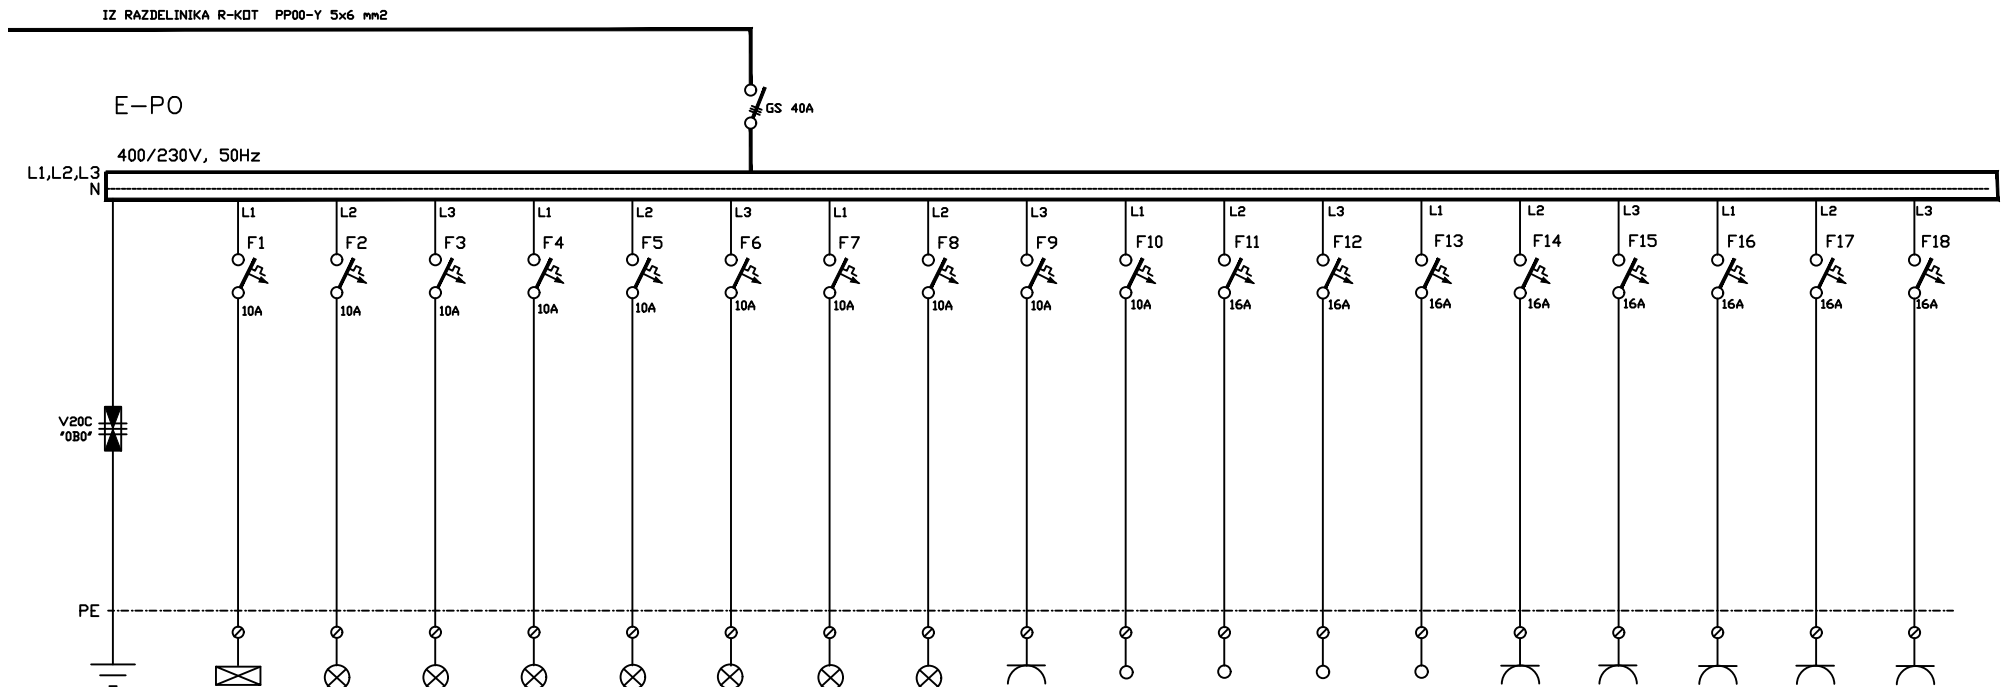 IZ RAZDELINIKA R-KOT PP00-Y 5x6 mm2
E-PO
GS 40A
400/230V, 50Hz
L1,L2,L3
N
L1 L2 L3 L1 L2 L3 L1 L2 L3 L1 L2 L3 L1 L2 L3 L1 L2 L3
F1 F2 F3 F4 F5 F6 F7 F8 F9 F10 F11 F12 F13 F14 F15 F16 F17 F18
10A 10A 10A 10A 10A 10A 10A 10A 10A 10A 16A 16A 16A 16A 16A 16A 16A 16A
V20C
"OBO"
PE